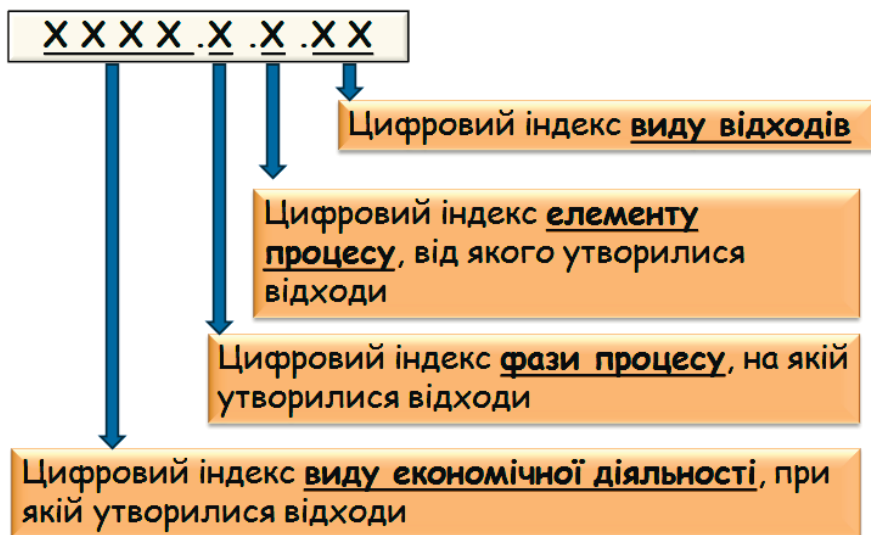 X X X X .X .X .X X
Цифровий індекс виду відходів
Цифровий індекс елементу
процесу, від якого утворилися
відходи
Цифровий індекс фази процесу, на якій
утворилися відходи
Цифровий індекс виду економічної діяльності, при
якій утворилися відходи